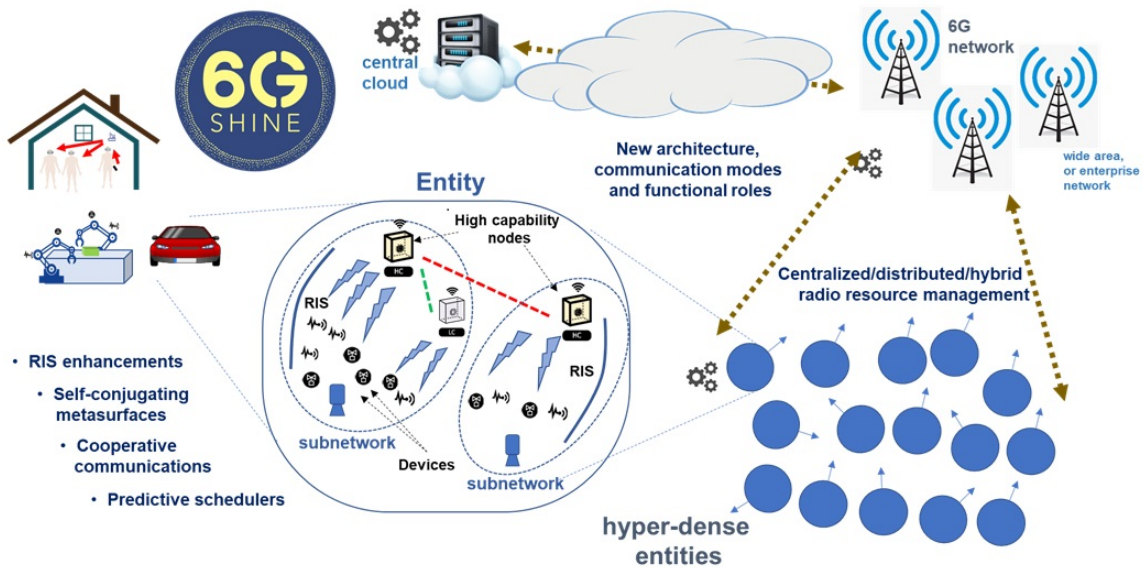 6G
SHINE
central
cloud
6G
network
wide area,
or enterprise
network
New architecture,
communication modes
and functional roles
Entity
High capability
nodes
HC
RIS
LC
HC
RIS
subnetwork
Devices
subnetwork
Centralized/distributed/hybrid
radio resource management
• RIS enhancements
• Self-conjugating
metasurfaces
• Cooperative
communications
• Predictive schedulers
hyper-dense
entities